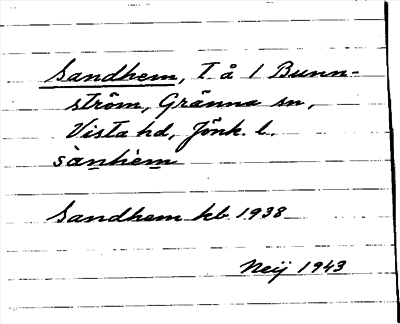 Sandhem, T å 1 Bunn-
ström, Gränna sn,
Vista hd, Jönk. l.
sànhèm
Sandhem kb 1938
Neij 1943